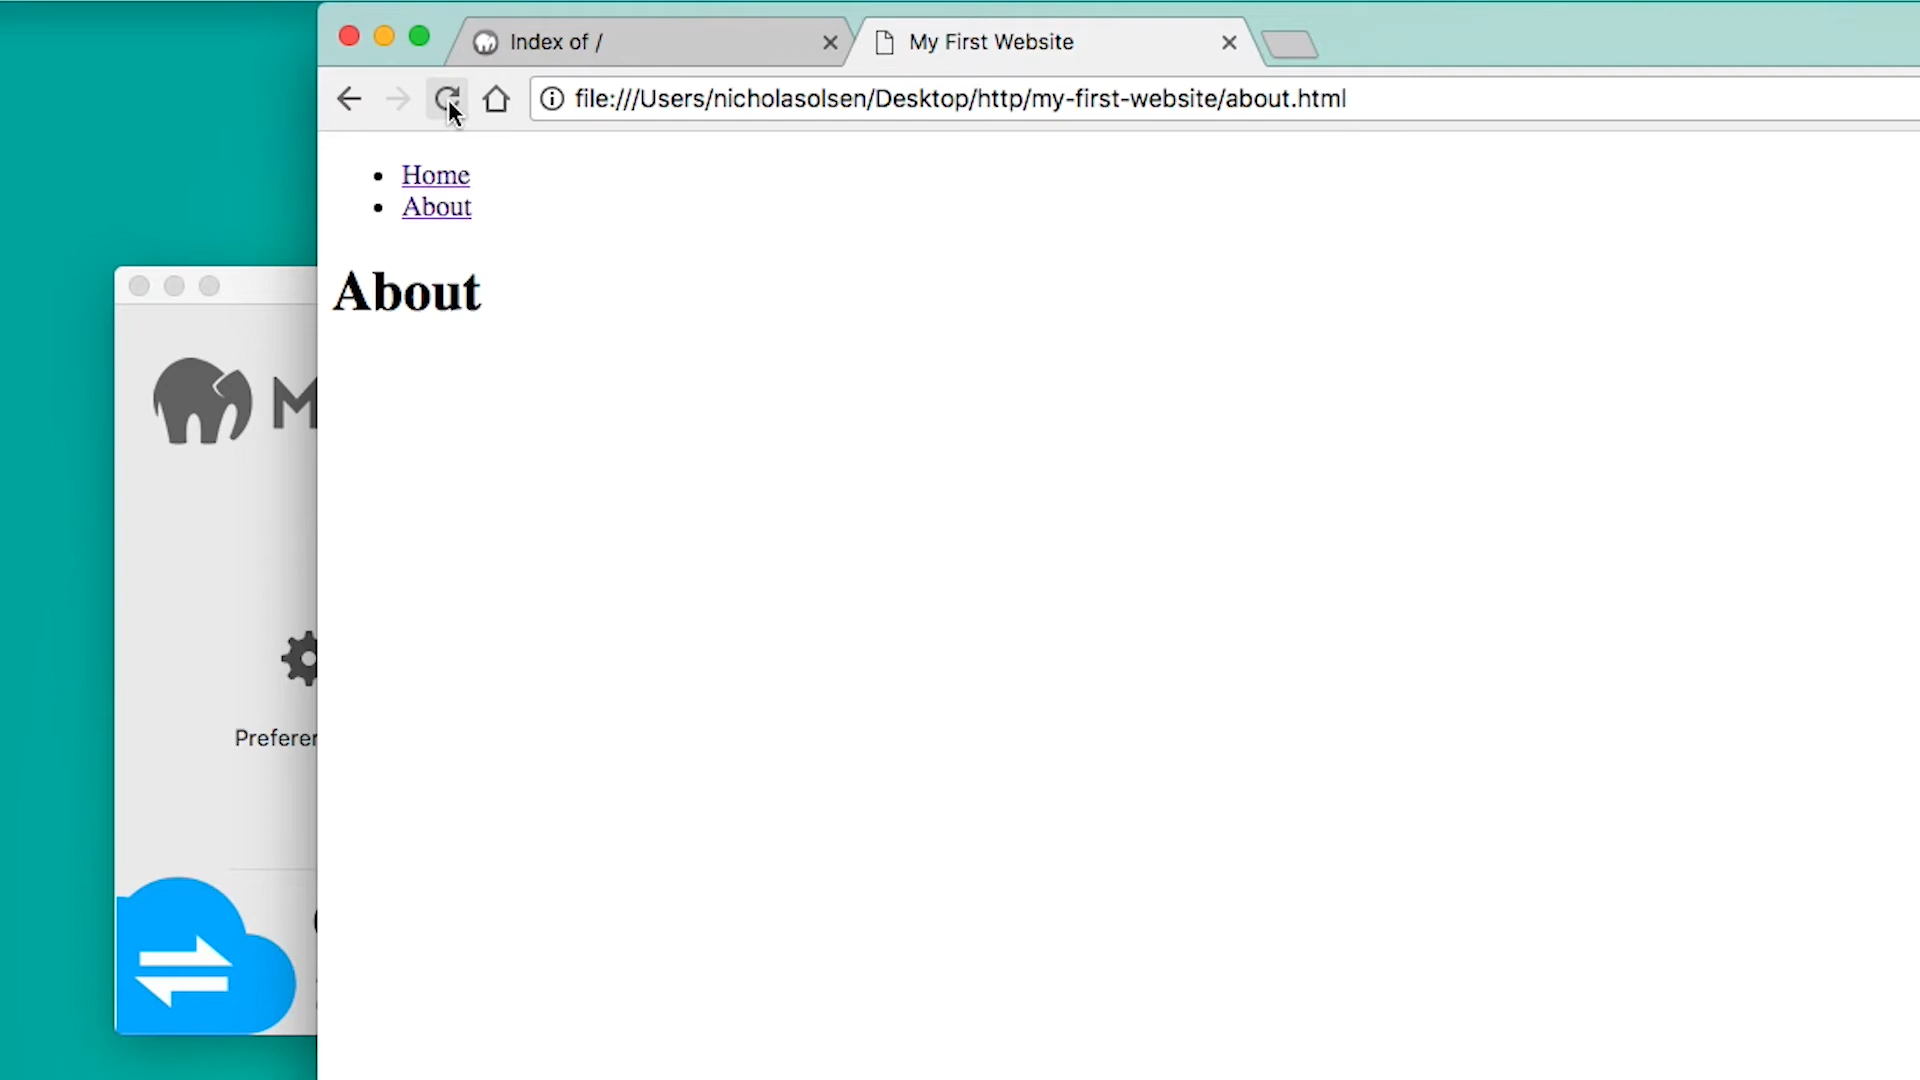 Index of /
My First Website
file:///Users/nicholasolsen/Desktop/http/my-first-website/about.html
Home
About
About
M
Preferen